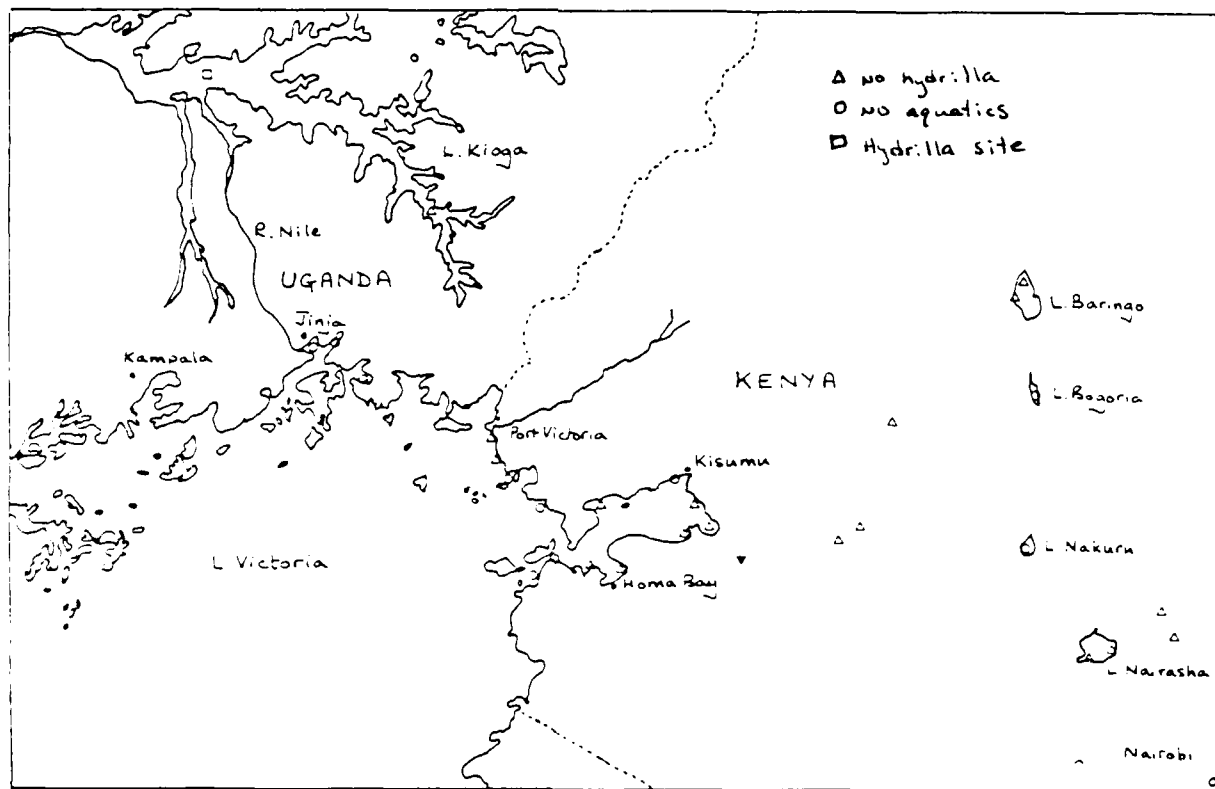 No hydrilla
No aquatics
Hydrilla site
L. Kioga
R. Nile
UGANDA
Jinja
L. Baringo
Kampala
KENYA
L. Bogoria
Port Victoria
Kisumu
L Victoria
L. Nakuru
Homa Bay
L. Naivasha
Nairobi